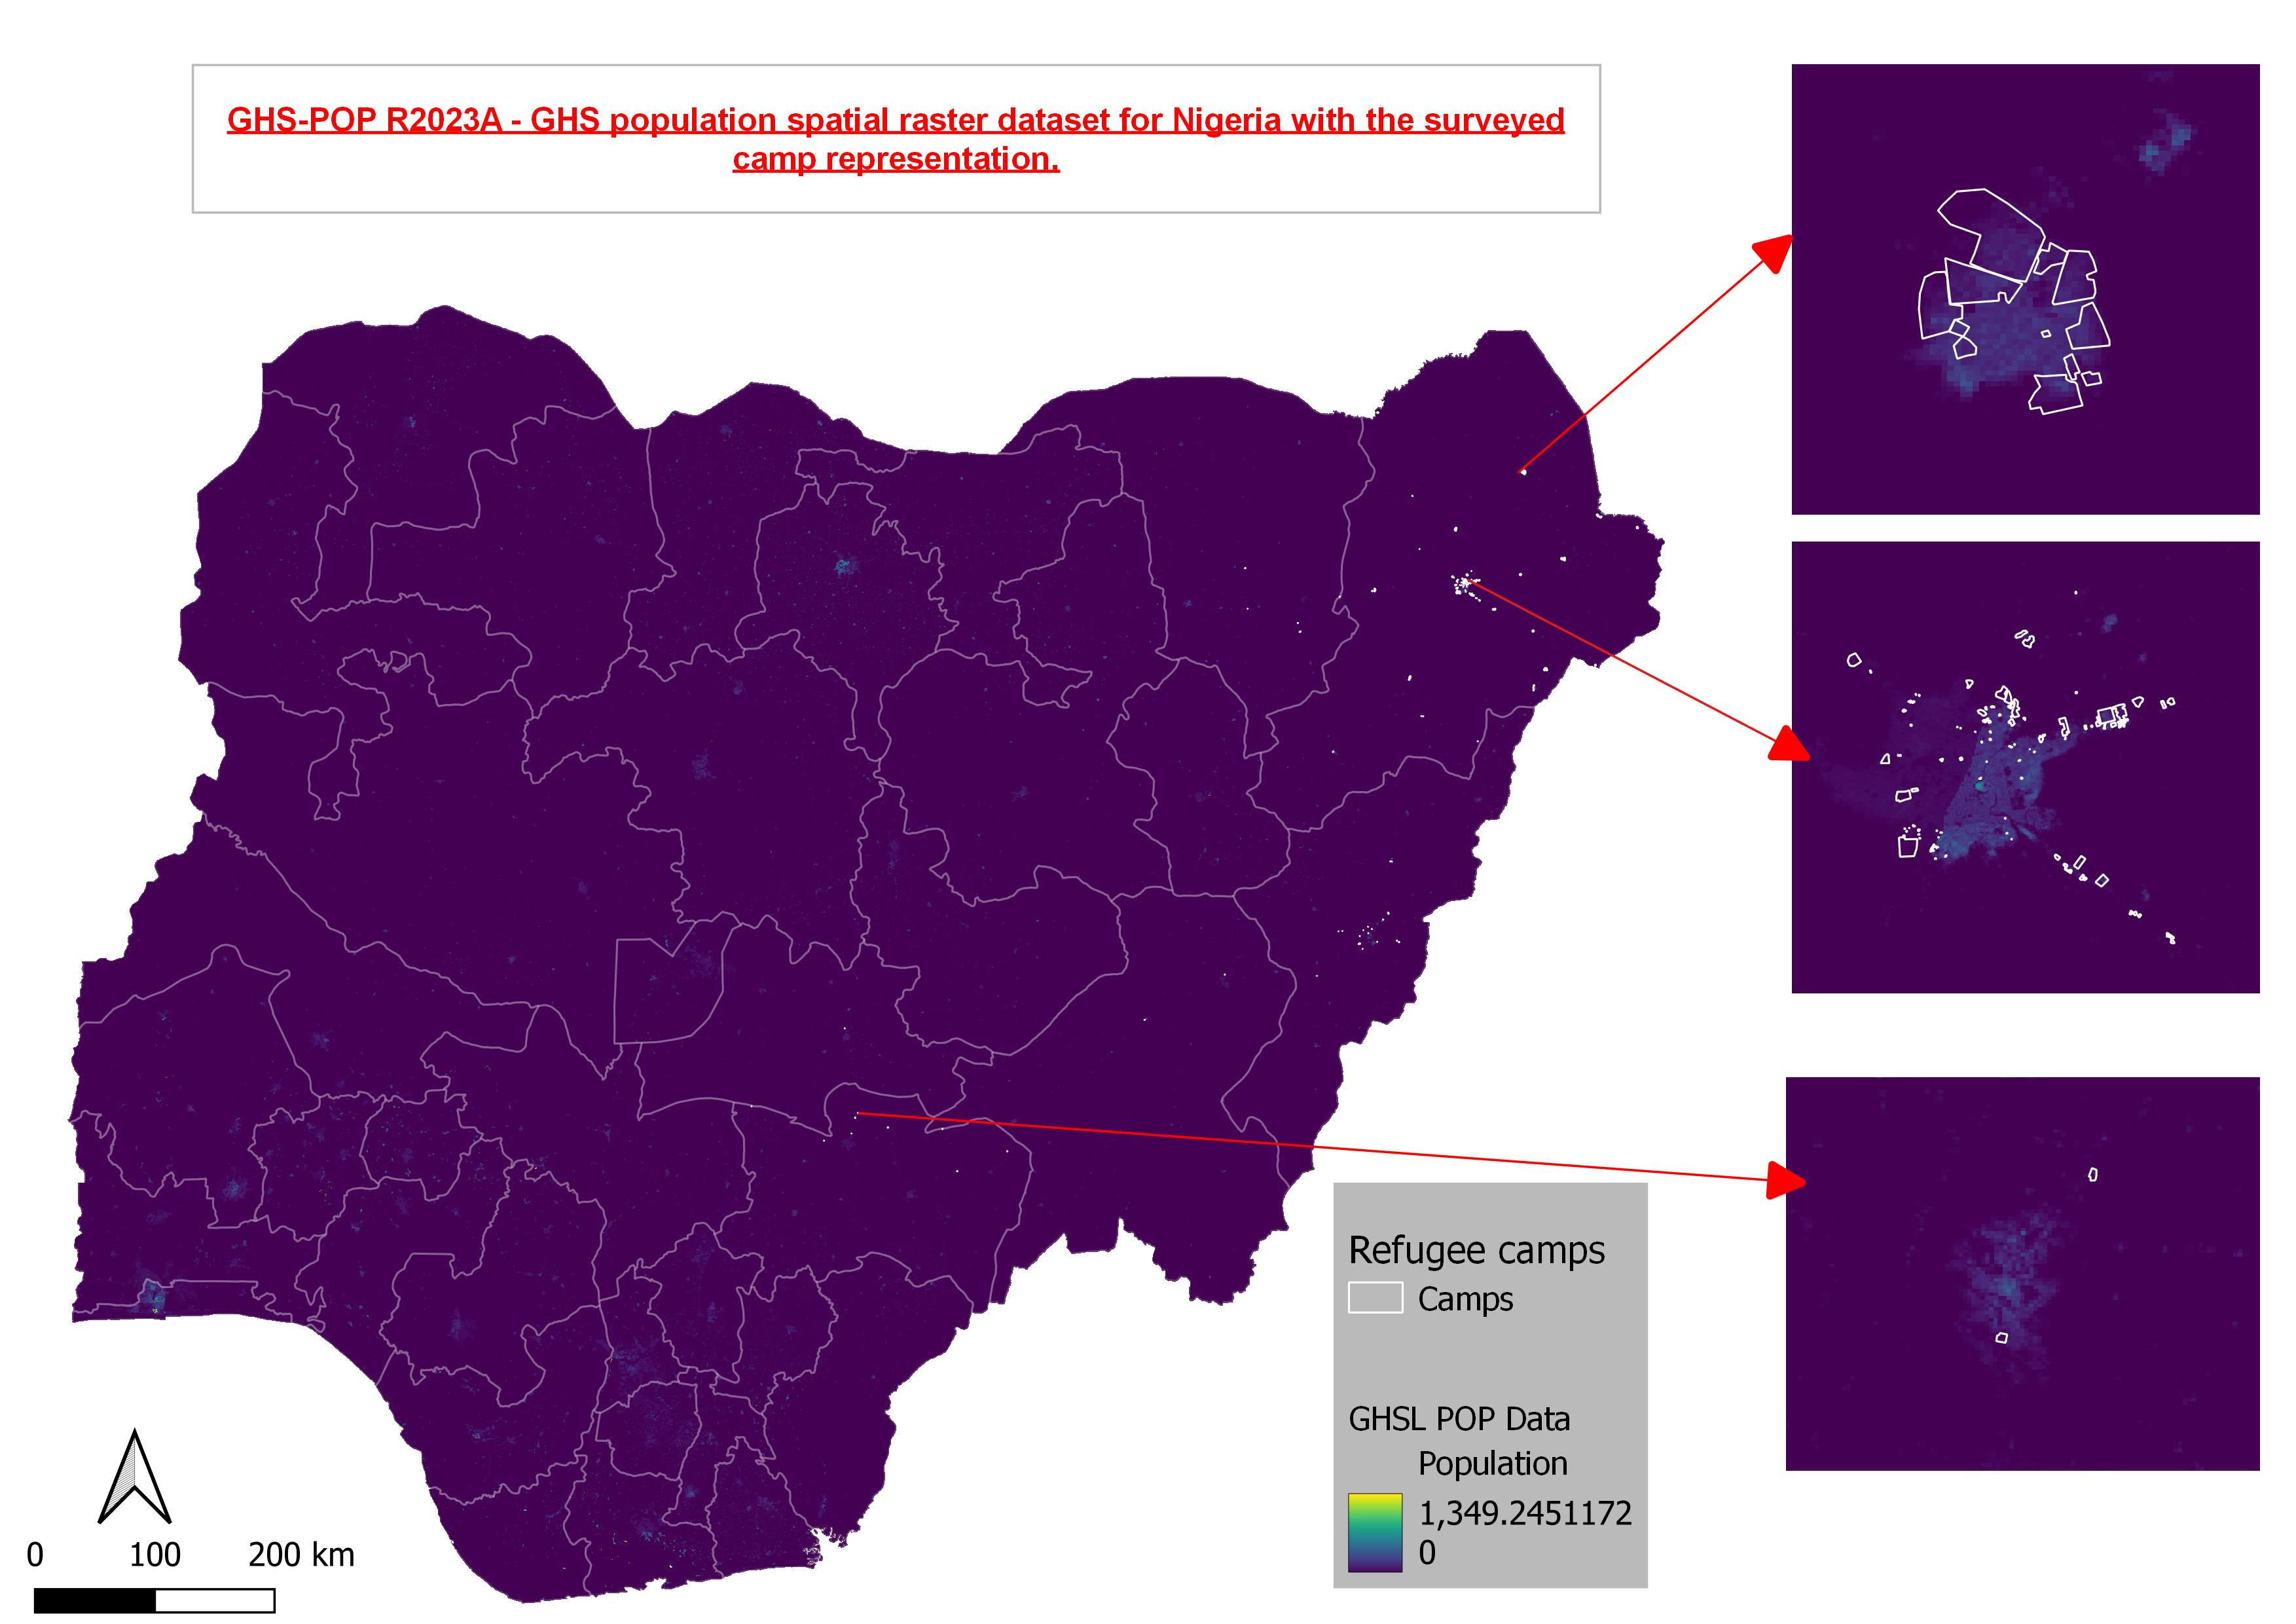 GHS-POP R2023A - GHS population spatial raster dataset for Nigeria with the surveyed
camp representation.
Refugee camps
Camps
GHSL POP Data
Population
1,349.2451172
0
0 100 200 km